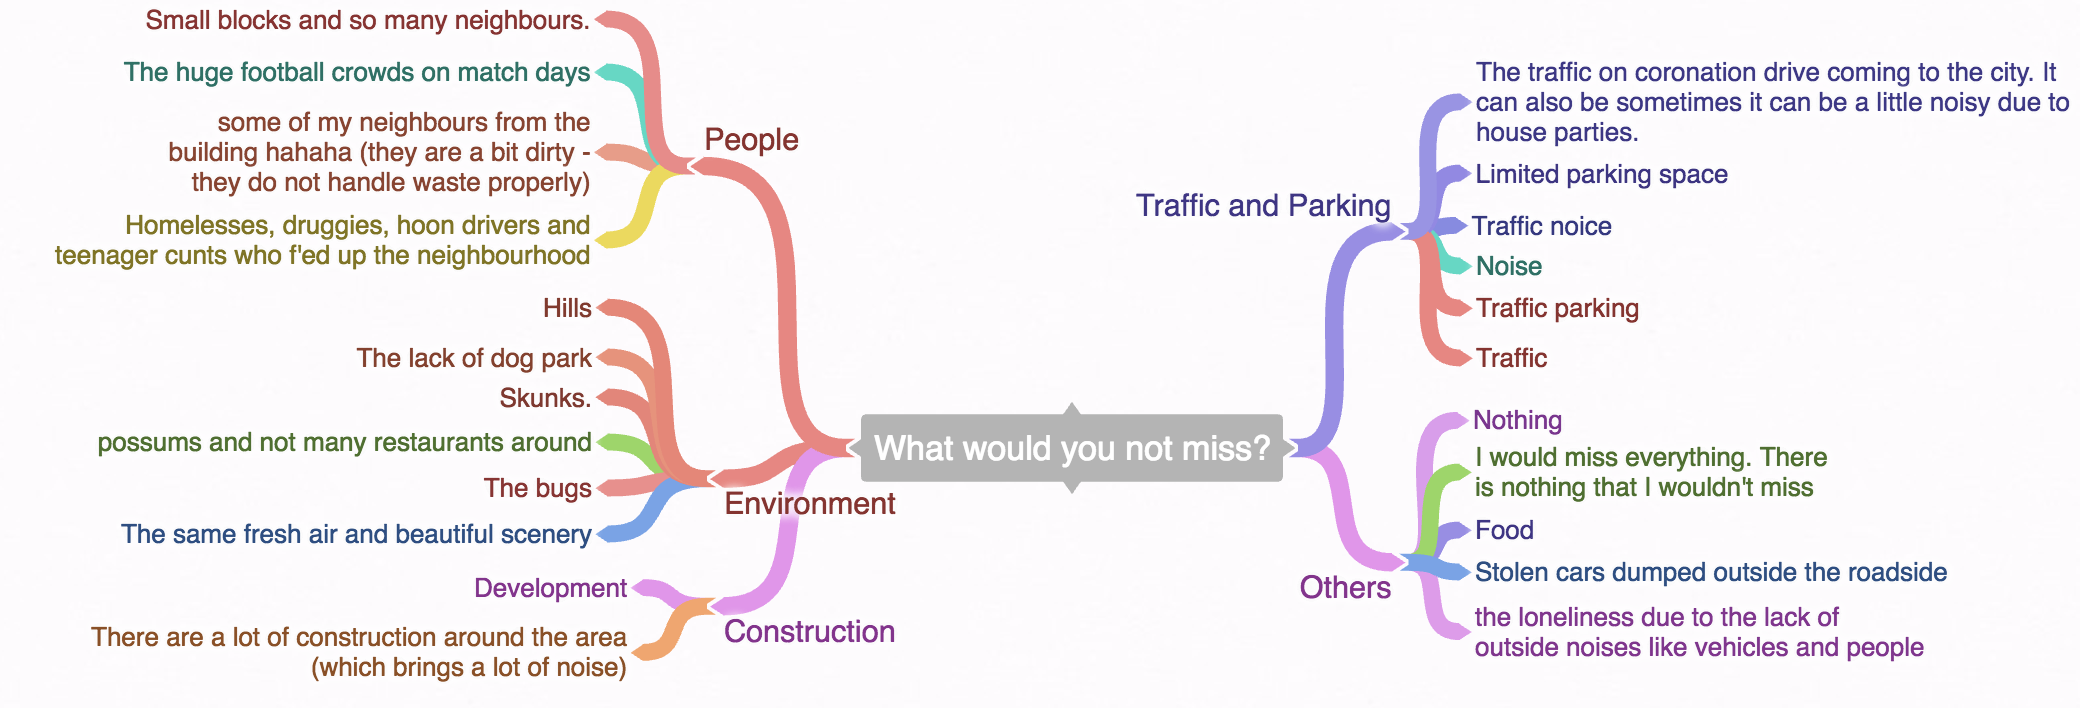 What would you not miss?
People
Small blocks and so many neighbours.
The huge football crowds on match days
some of my neighbours from the
building hahaha (they are a bit dirty -
they do not handle waste properly)
Homelesses, druggies, hoon drivers and
teenager cunts who f'ed up the neighbourhood
Environment
Hills
The lack of dog park
Skunks.
possums and not many restaurants around
The bugs
The same fresh air and beautiful scenery
Construction
Development
There are a lot of construction around the area
(which brings a lot of noise)
Traffic and Parking
The traffic on coronation drive coming to the city. It
can also be sometimes it can be a little noisy due to
house parties.
Limited parking space
Traffic noice
Noise
Traffic parking
Traffic
Others
Nothing
I would miss everything. There
is nothing that I wouldn't miss
Food
Stolen cars dumped outside the roadside
the loneliness due to the lack of
outside noises like vehicles and people